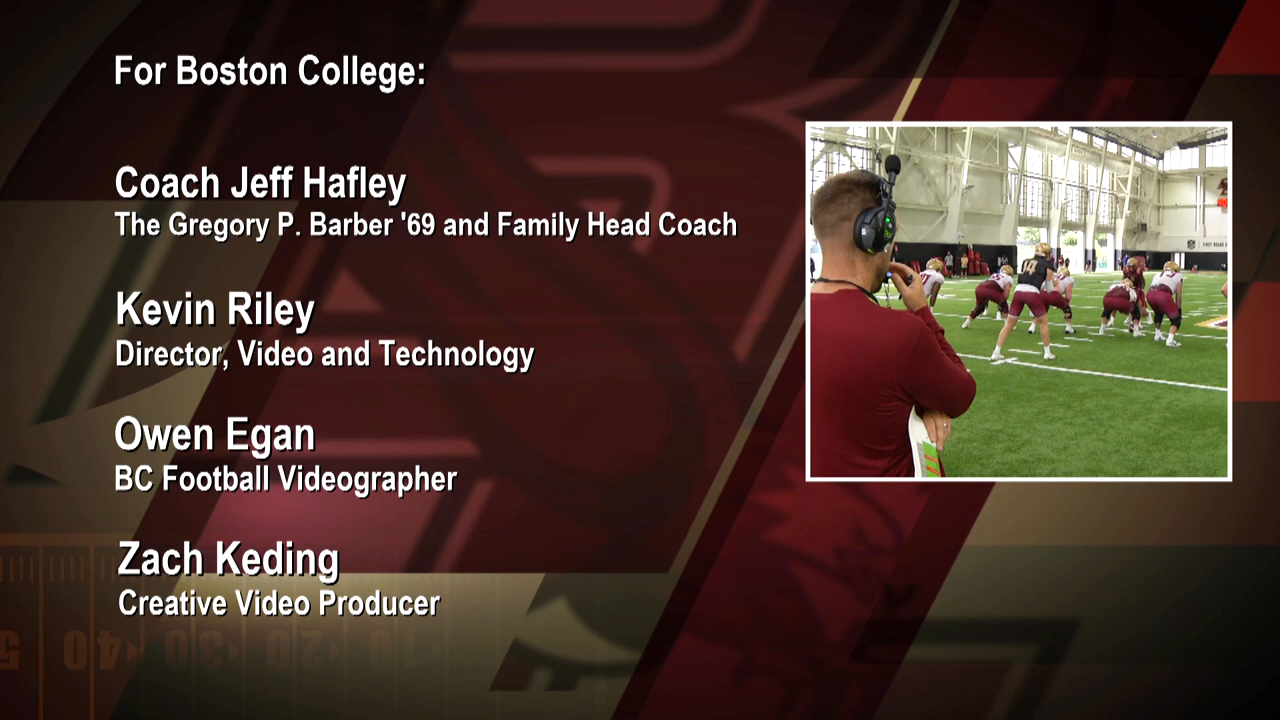 For Boston College:
Coach Jeff Hafley
The Gregory P. Barber '69 and Family Head Coach
Kevin Riley
Director, Video and Technology
Owen Egan
BC Football Videographer
Zach Keding
Creative Video Producer
14